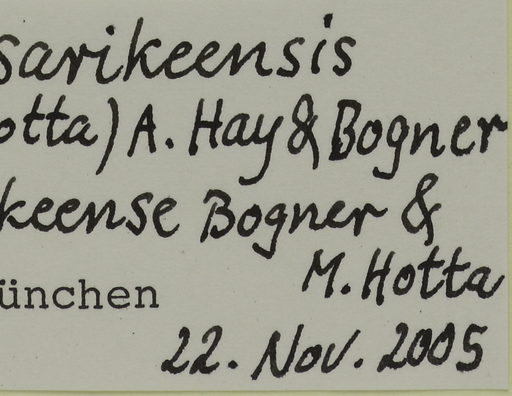 sarikeensis
otta) A. Hay & Bogner
keense Bogner &
M. Hotta
ünchen
22. Nov. 2005